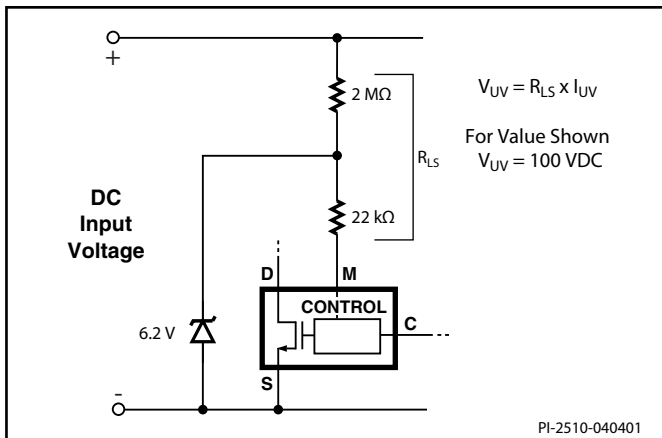 +
2 MΩ
V_UV = R_LS x I_UV
For Value Shown
V_UV = 100 VDC
R_LS
DC
Input
Voltage
22 kΩ
D
M
CONTROL
C
6.2 V
S
-
PI-2510-040401